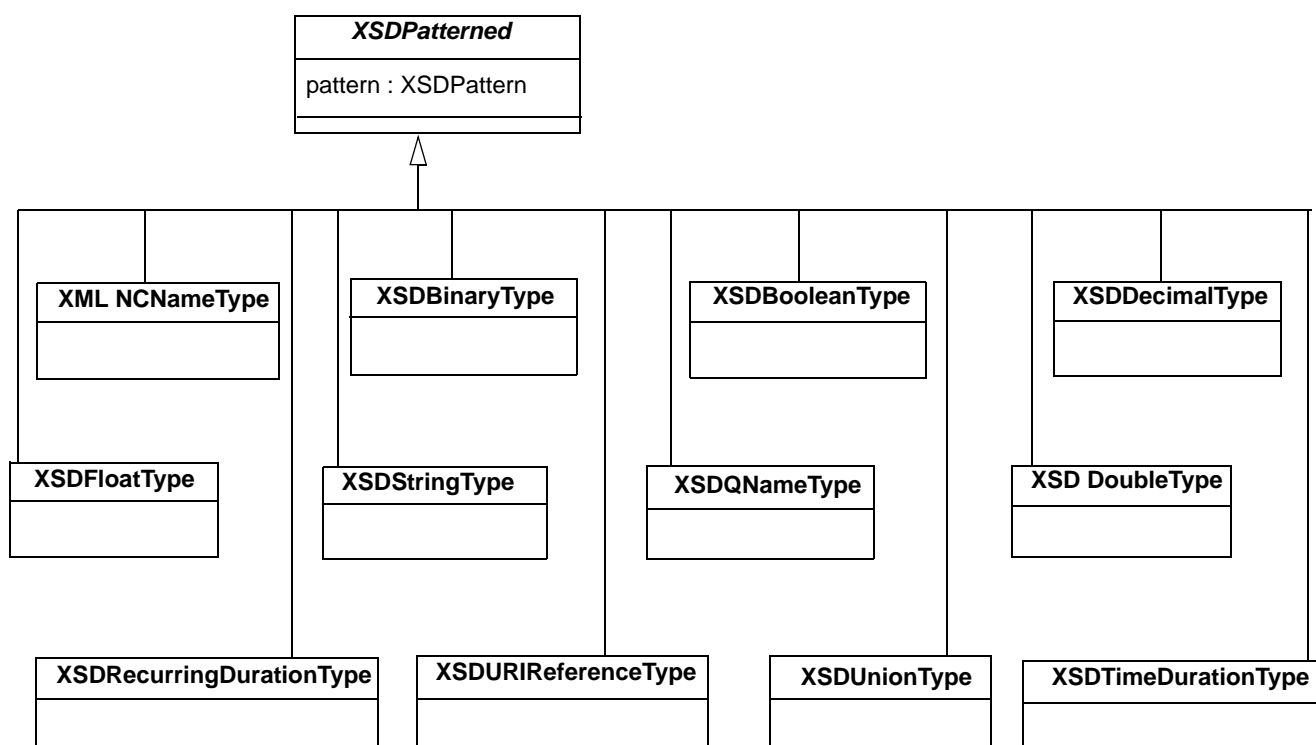 XSDPatterned
pattern : XSDPattern
XML NCNameType
XSDBinaryType
XSDBooleanType
XSDDecimalType
XSDFloatType
XSDStringType
XSDQNameType
XSD DoubleType
XSDRecurringDurationType
XSDURIReferenceType
XSDUnionType
XSDTimeDurationType